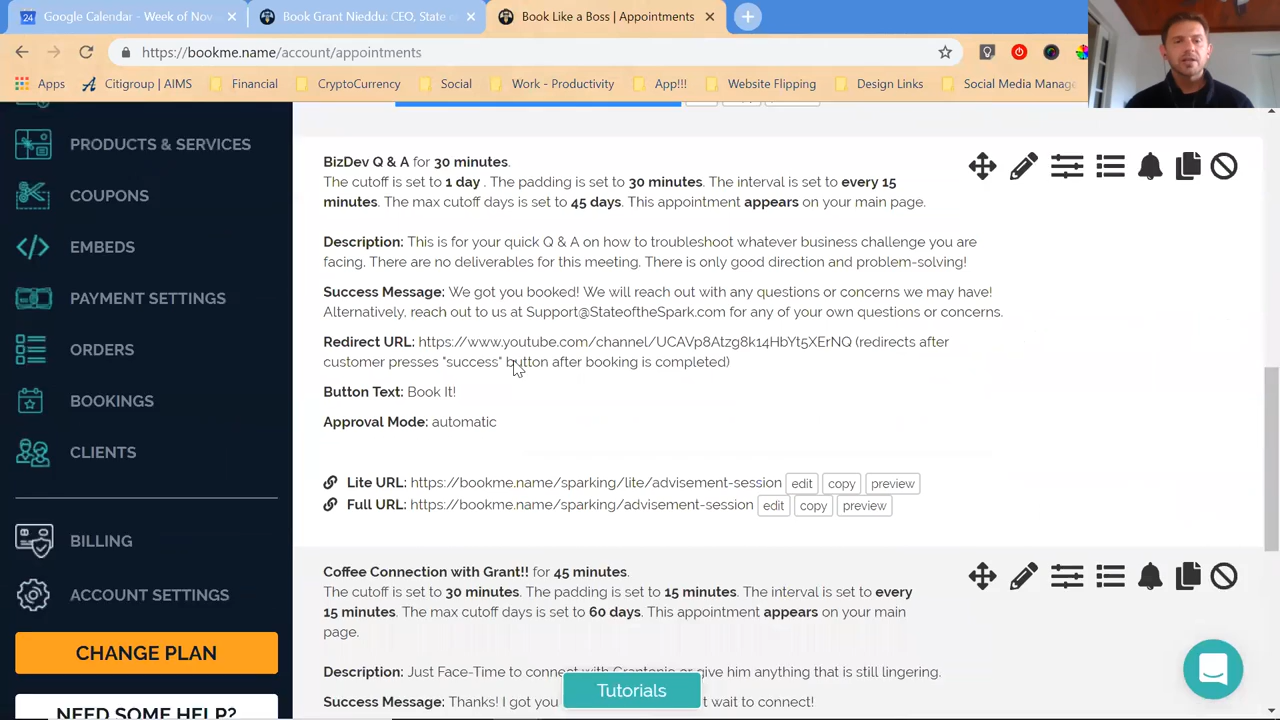 24 Google Calendar - Week of Nov
Book Grant Nieddu: CEO, State o
Book Like a Boss | Appointments
https://bookme.name/account/appointments
Apps
Citigroup | AIMS
Financial
CryptoCurrency
Social
Work - Productivity
App!!!
Website Flipping
Design Links
Social Media Manag
PRODUCTS & SERVICES
COUPONS
EMBEDS
PAYMENT SETTINGS
ORDERS
BOOKINGS
CLIENTS
BILLING
ACCOUNT SETTINGS
CHANGE PLAN
NEED SOME HELP?
BizDev Q & A for 30 minutes.
The cutoff is set to 1 day . The padding is set to 30 minutes. The interval is set to every 15
minutes. The max cutoff days is set to 45 days. This appointment appears on your main page.
Description: This is for your quick Q & A on how to troubleshoot whatever business challenge you are
facing. There are no deliverables for this meeting. There is only good direction and problem-solving!
Success Message: We got you booked! We will reach out with any questions or concerns we may have!
Alternatively, reach out to us at Support@StateoftheSpark.com for any of your own questions or concerns.
Redirect URL: https://www.youtube.com/channel/UCAVp8Atzg8k14HbYt5XErNQ (redirects after
customer presses "success" button after booking is completed)
Button Text: Book It!
Approval Mode: automatic
Lite URL: https://bookme.name/sparking/lite/advisement-session edit copy preview
Full URL: https://bookme.name/sparking/advisement-session edit copy preview
Coffee Connection with Grant!! for 45 minutes.
The cutoff is set to 30 minutes. The padding is set to 15 minutes. The interval is set to every
15 minutes. The max cutoff days is set to 60 days. This appointment appears on your main
page.
Description: Just Face-Time to connect with Grantonio or give him anything that is still lingering.
Success Message: Thanks! I got you t wait to connect!
Tutorials